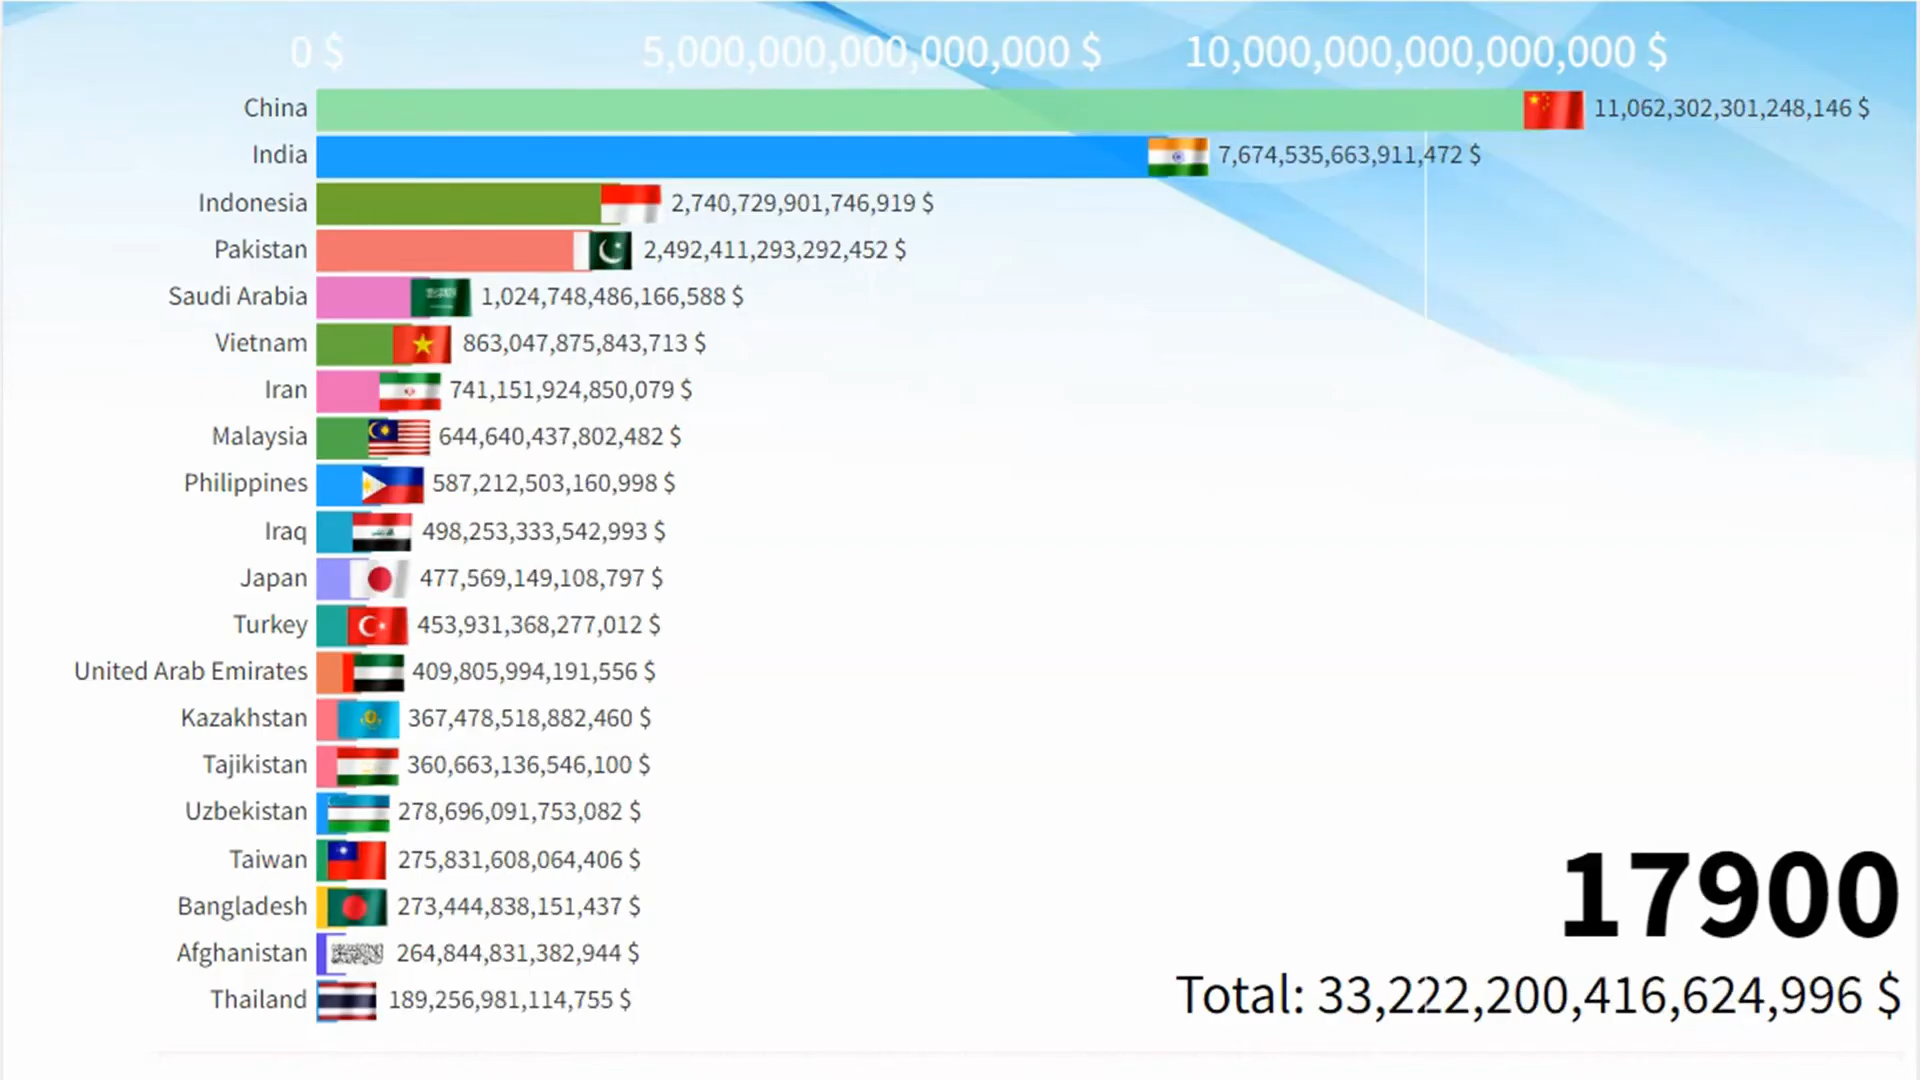 0 $ 5,000,000,000,000,000 $ 10,000,000,000,000,000 $
China 11,062,302,301,248,146 $
India 7,674,535,663,911,472 $
Indonesia 2,740,729,901,746,919 $
Pakistan 2,492,411,293,292,452 $
Saudi Arabia 1,024,748,486,166,588 $
Vietnam 863,047,875,843,713 $
Iran 741,151,924,850,079 $
Malaysia 644,640,437,802,482 $
Philippines 587,212,503,160,998 $
Iraq 498,253,333,542,993 $
Japan 477,569,149,108,797 $
Turkey 453,931,368,277,012 $
United Arab Emirates 409,805,994,191,556 $
Kazakhstan 367,478,518,882,460 $
Tajikistan 360,663,136,546,100 $
Uzbekistan 278,696,091,753,082 $
Taiwan 275,831,608,064,406 $
Bangladesh 273,444,838,151,437 $
Afghanistan 264,844,831,382,944 $
Thailand 189,256,981,114,755 $
17900
Total: 33,222,200,416,624,996 $